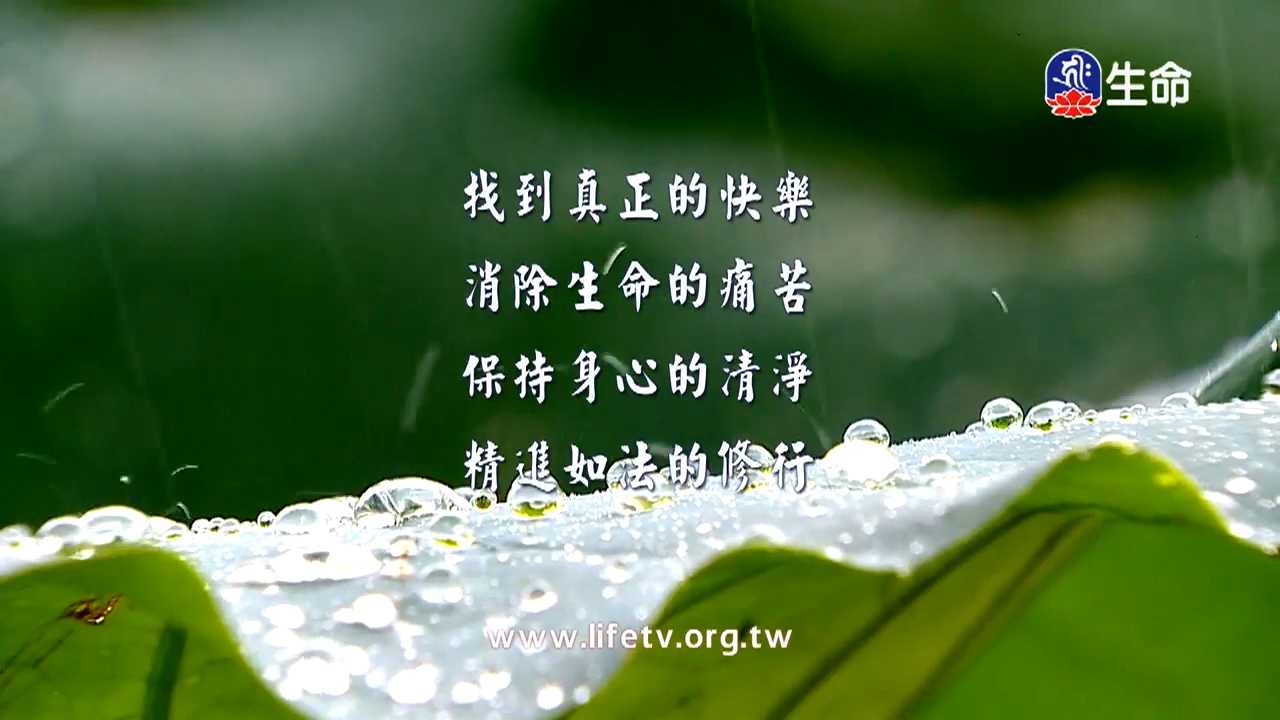 生命
找到真正的快樂
消除生命的痛苦
保持身心的清淨
精進如法的修行
www.lifetv.org.tw